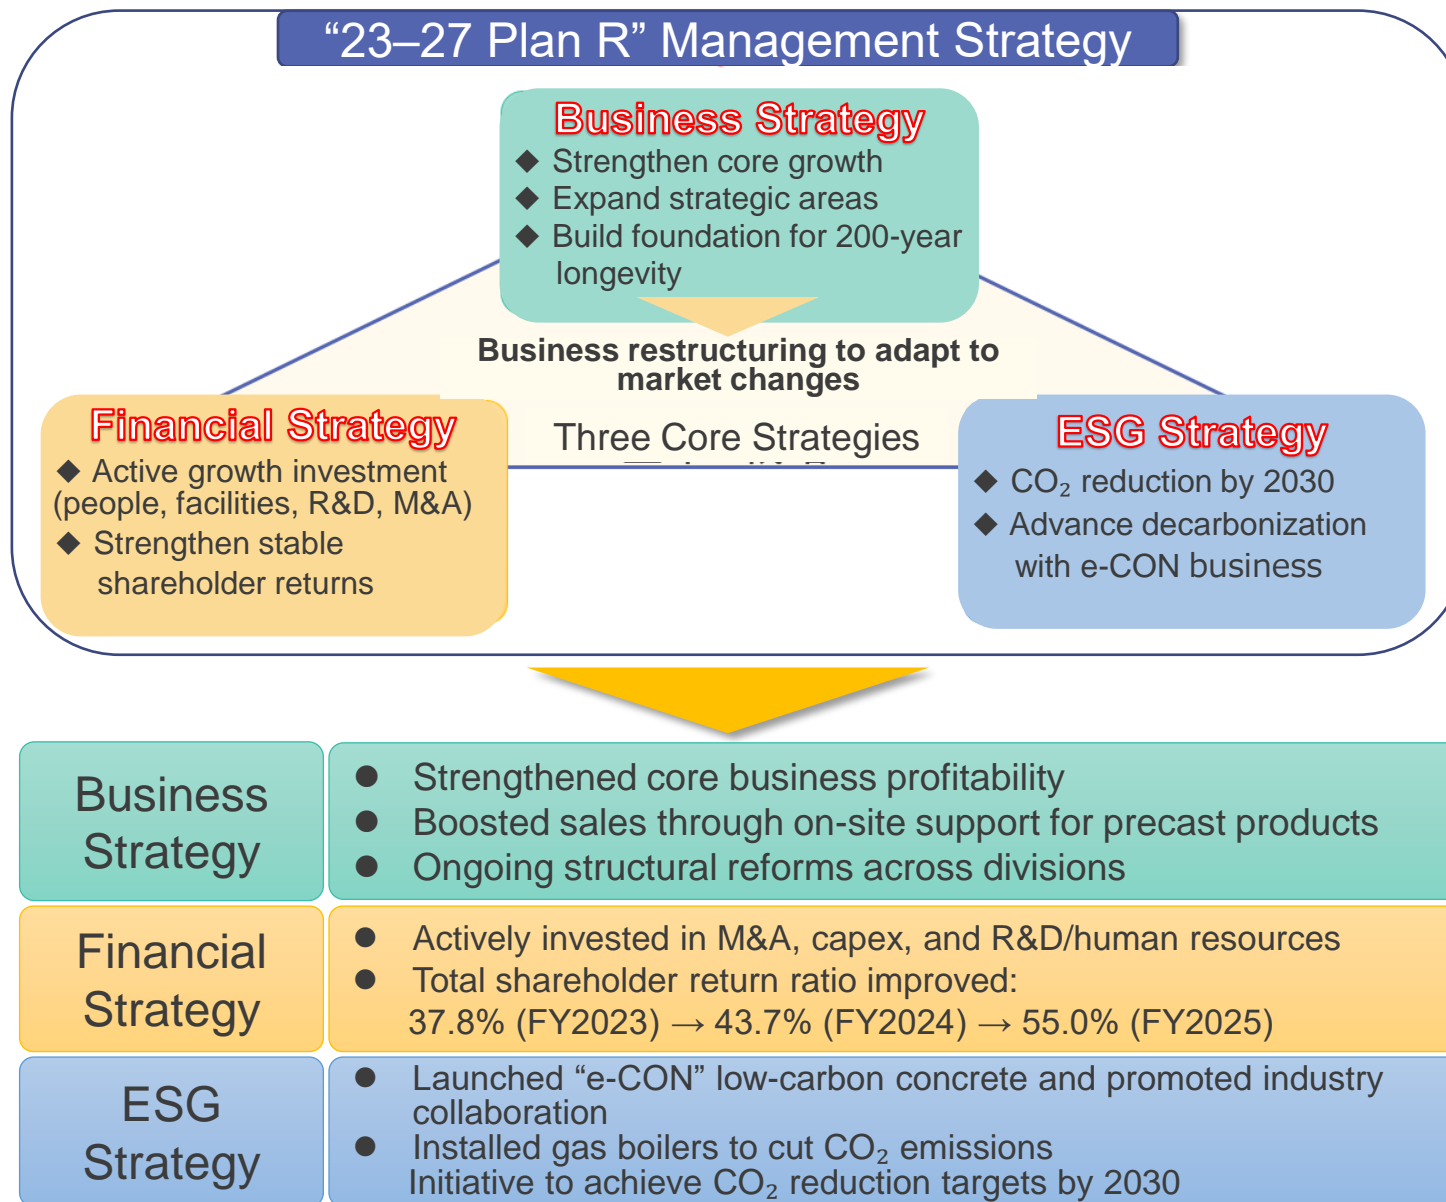 “23–27 Plan R” Management Strategy
Business Strategy
◆ Strengthen core growth
◆ Expand strategic areas
◆ Build foundation for 200-year
longevity
Business restructuring to adapt to
market changes
Three Core Strategies
Financial Strategy
◆ Active growth investment
(people, facilities, R&D, M&A)
◆ Strengthen stable
shareholder returns
ESG Strategy
◆ CO₂ reduction by 2030
◆ Advance decarbonization
with e-CON business
Business
Strategy
● Strengthened core business profitability
● Boosted sales through on-site support for precast products
● Ongoing structural reforms across divisions
Financial
Strategy
● Actively invested in M&A, capex, and R&D/human resources
● Total shareholder return ratio improved:
37.8% (FY2023) → 43.7% (FY2024) → 55.0% (FY2025)
ESG
Strategy
● Launched “e-CON” low-carbon concrete and promoted industry
collaboration
● Installed gas boilers to cut CO₂ emissions
Initiative to achieve CO₂ reduction targets by 2030